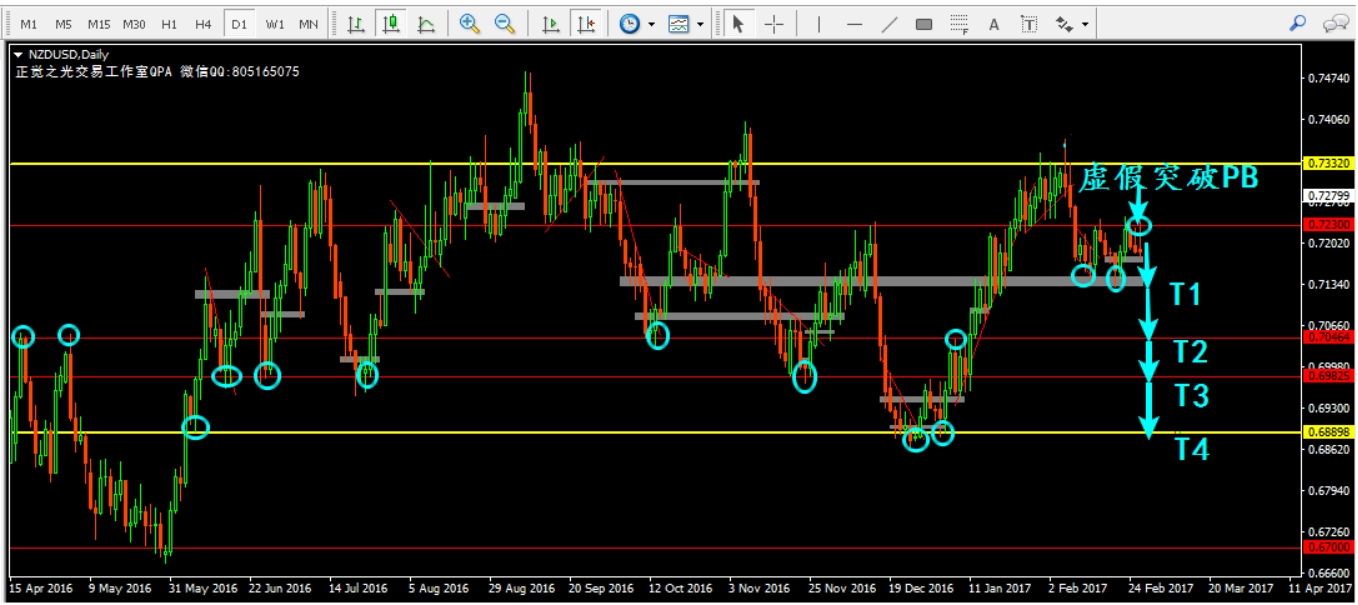 M1 M5 M15 M30 H1 H4 D1 W1 MN
A T
NZDUSD,Daily
正觉之光交易工作室QPA 微信QQ:805165075
0.74740
0.74060
0.73320
虚假突破PB
0.72799
0.72300
0.72020
T1
0.71340
0.70660
0.70464
T2
0.69825
T3
0.69300
0.68898
T4
0.68620
0.67940
0.67260
0.67000
0.66600
15 Apr 2016 9 May 2016 31 May 2016 22 Jun 2016 14 Jul 2016 5 Aug 2016 29 Aug 2016 20 Sep 2016 12 Oct 2016 3 Nov 2016 25 Nov 2016 19 Dec 2016 11 Jan 2017 2 Feb 2017 24 Feb 2017 20 Mar 2017 11 Apr 2017